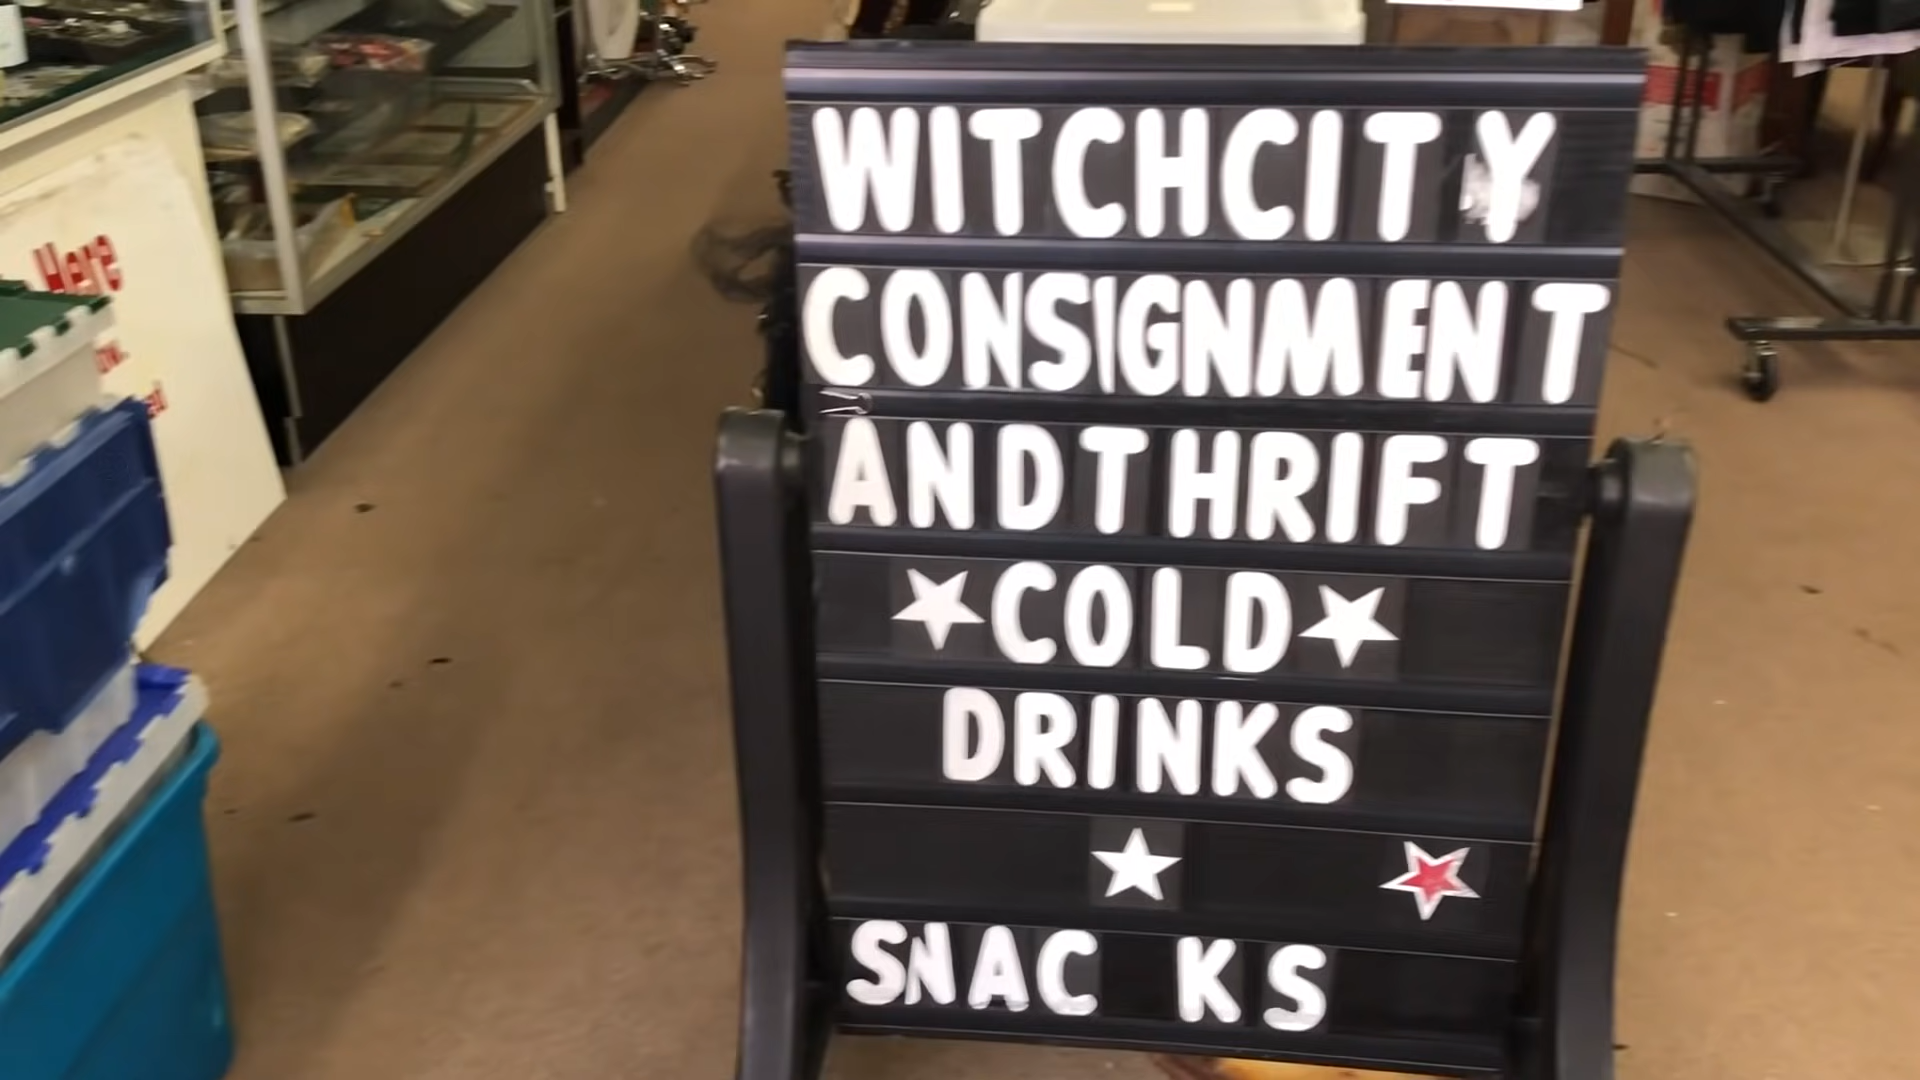 WITCHCITY
CONSIGNMENT
AND THRIFT
★COLD★
DRINKS
★ ★
SNAC KS
Here